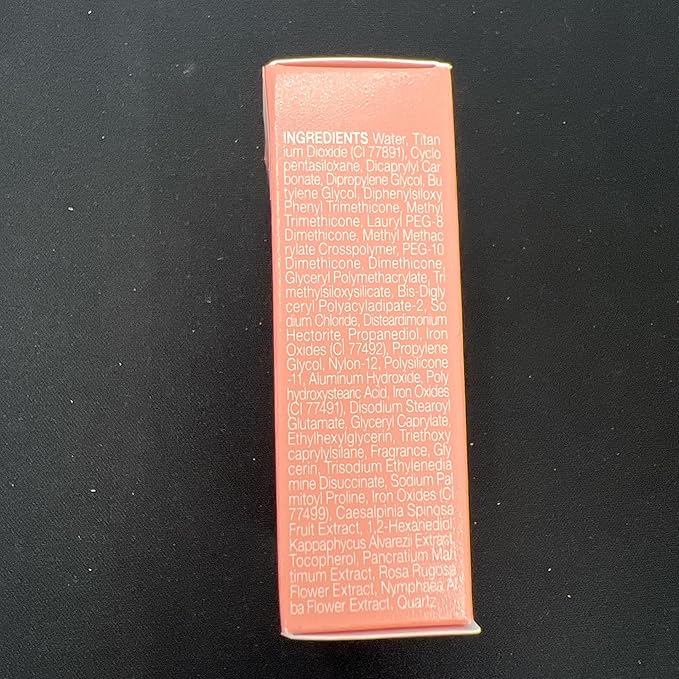 INGREDIENTS Water, Titan
ium Dioxide (CI 77891), Cyclo
pentasiloxane, Dicaprylyl Car
bonate, Dipropylene Glycol, Bu
tylene Glycol, Diphenylsiloxy
Phenyl Trimethicone, Methyl
Trimethicone, Lauryl PEG-8
Dimethicone, Methyl Methac
rylate Crosspolymer, PEG-10
Dimethicone, Dimethicone,
Glyceryl Polymethacrylate, Tri
methylsiloxysilicate, Bis-Digly
ceryl Polyacyladipate-2, So
dium Chloride, Disteardimonium
Hectorite, Propanediol, Iron
Oxides (CI 77492), Propylene
Glycol, Nylon-12, Polysilicone
-11, Aluminum Hydroxide, Poly
hydroxystearic Acid, Iron Oxides
(CI 77491), Disodium Stearoyl
Glutamate, Glyceryl Caprylate,
Ethylhexylglycerin, Triethoxy
caprylylsilane, Fragrance, Gly
cerin, Trisodium Ethylenedia
mine Disuccinate, Sodium Pal
mitoyl Proline, Iron Oxides (CI
77499), Caesalpinia Spinosa
Fruit Extract, 1,2-Hexanediol,
Kappaphycus Alvarezii Extract,
Tocopherol, Pancratium Mari
timum Extract, Rosa Rugosa
Flower Extract, Nymphaea Al
ba Flower Extract, Quartz